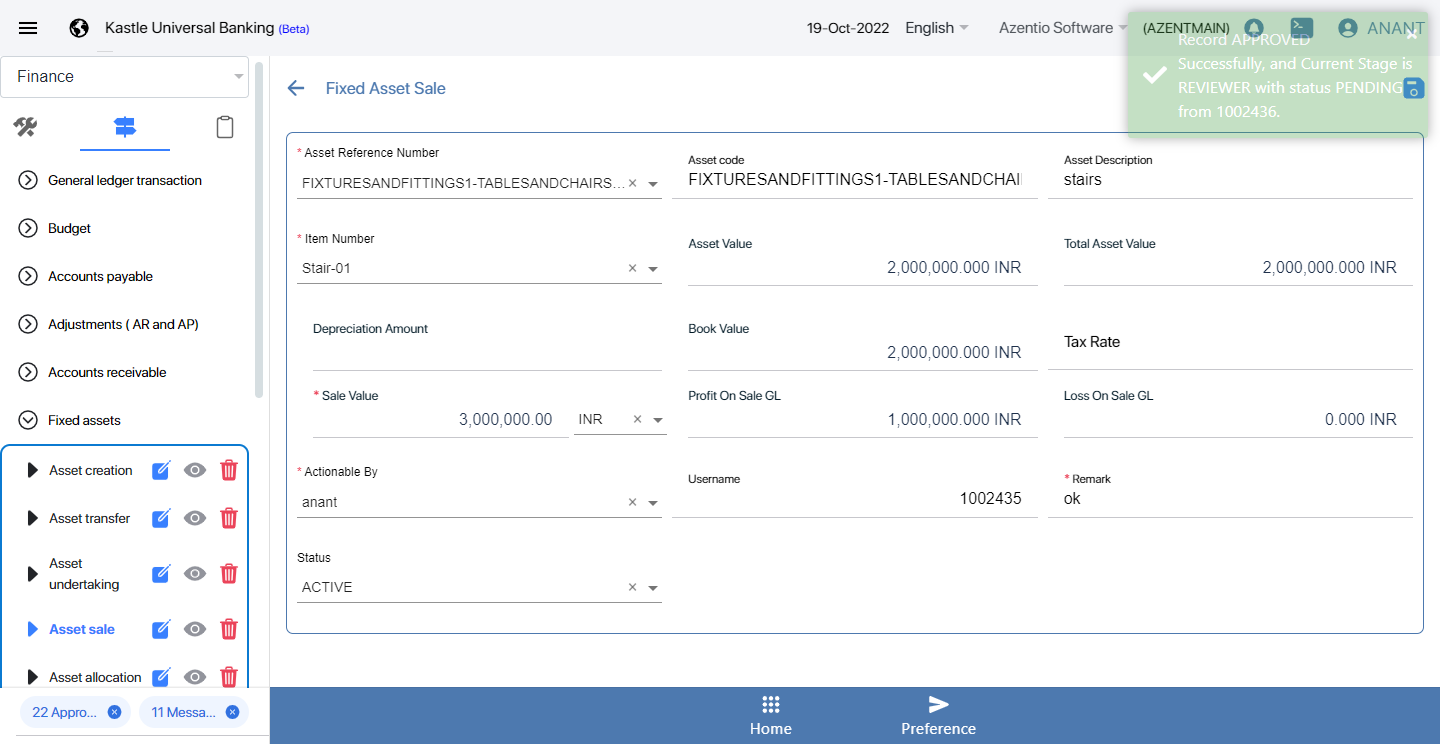 Kastle Universal Banking (Beta)
19-Oct-2022
English
Azentio Software
(AZENTMAIN)
ANANT
Record APPROVED
Successfully, and Current Stage is
REVIEWER with status PENDING
from 1002436.
Finance
General ledger transaction
Budget
Accounts payable
Adjustments ( AR and AP)
Accounts receivable
Fixed assets
Asset creation
Asset transfer
Asset
undertaking
Asset sale
Asset allocation
22 Appro...
11 Messa...
Fixed Asset Sale
* Asset Reference Number
FIXTURESANDFITTINGS1-TABLESANDCHAIRS...
Asset code
FIXTURESANDFITTINGS1-TABLESANDCHAI
Asset Description
stairs
* Item Number
Stair-01
Asset Value
2,000,000.000 INR
Total Asset Value
2,000,000.000 INR
Depreciation Amount
Book Value
2,000,000.000 INR
Tax Rate
* Sale Value
3,000,000.00
INR
Profit On Sale GL
1,000,000.000 INR
Loss On Sale GL
0.000 INR
* Actionable By
anant
Username
1002435
* Remark
ok
Status
ACTIVE
Home
Preference